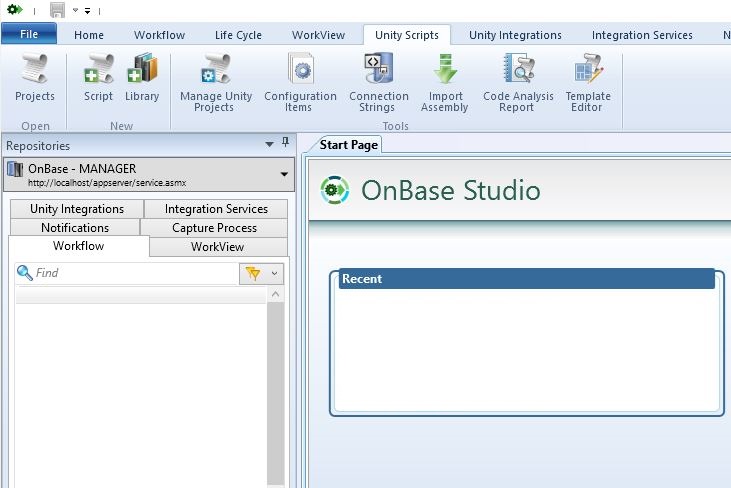 File Home Workflow Life Cycle WorkView Unity Scripts Unity Integrations Integration Services N
Projects Script Library Manage Unity Projects Configuration Items Connection Strings Import Assembly Code Analysis Report Template Editor
Open New Tools
Repositories
Start Page
OnBase - MANAGER
http://localhost/appserver/service.asmx
OnBase Studio
Unity Integrations Integration Services
Notifications Capture Process
Workflow WorkView
Find
Recent